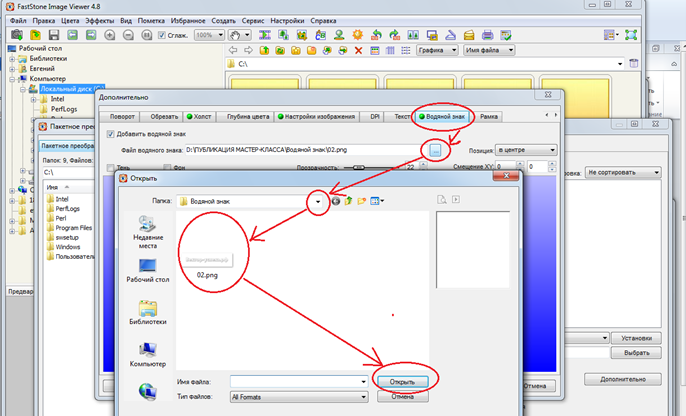 FastStone Image Viewer 4.8
Файл Правка Цвета Эффекты Вид Пометка Избранное Создать Сервис Настройки Справка
Сглаж. 100%
Рабочий стол
Библиотеки
Евгений
Компьютер
Локальный диск
Intel
PerfLogs
Графика Имя файла
C:\
Дополнительно
Поворот Обрезать Холст Глубина цвета Настройки изображения DPI Текст Водяной знак Рамка
Добавить водяной знак
Файл водяного знака: D:\ПУБЛИКАЦИЯ МАСТЕР-КЛАССА\Водяной знак\02.png ... Позиция: в центре
Тень Фон Прозрачность 22 Смещение XY: 0 0
Пакетное
Пакетное преобра
Папок: 9, Файлов:
C:\
Имя
Intel
PerfLogs
Perl
Program Files
swsetup
Windows
Пользовател
Предвар
Не сортировать
Установки
Выбрать
Дополнительно
Отмена
Открыть
Папка: Водяной знак
Недавние места
Рабочий стол
Библиотеки
Компьютер
02.png
Имя файла: Открыть
Тип файлов: All Formats Отмена